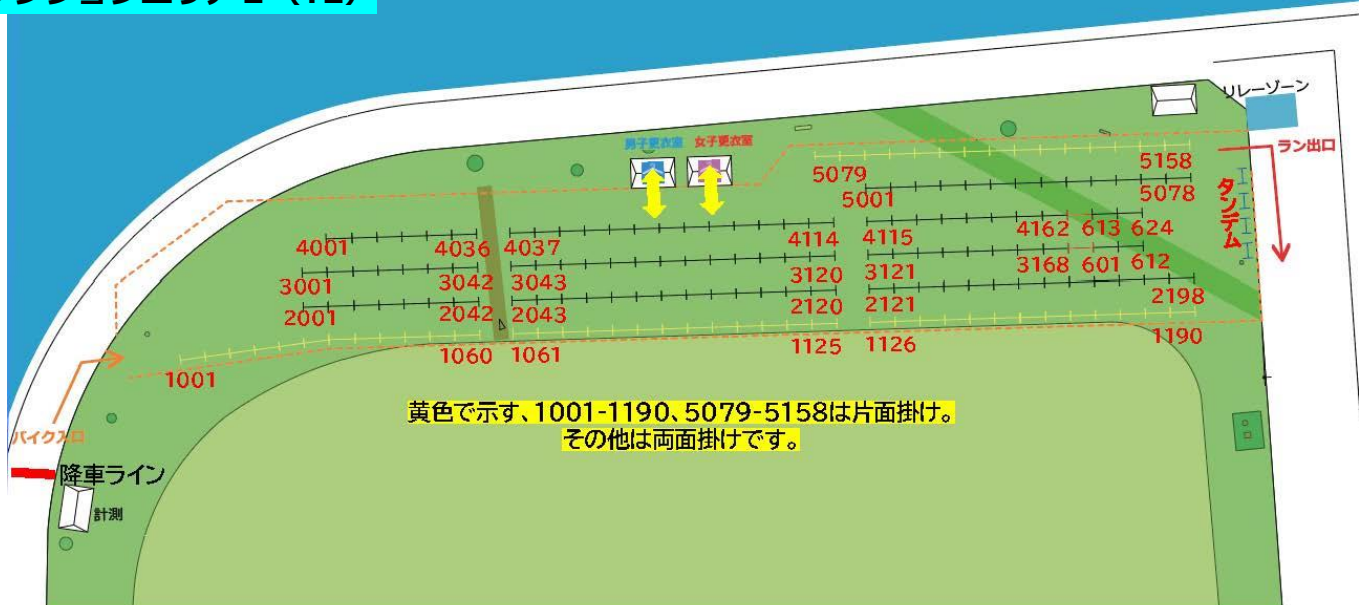 ンジョンエリア2（T2）
リレーゾーン
ラン出口
男子更衣室 女子更衣室
5079 5158
5001 5078
タンデム
4001 4036 4037 4114 4115 4162 613 624
3001 3042 3043 3120 3121 3168 601 612
2001 2042 2043 2120 2121 2198
1001 1060 1061 1125 1126 1190
黄色で示す、1001-1190、5079-5158は片面掛け。
その他は両面掛けです。
バイク入口
降車ライン
計測